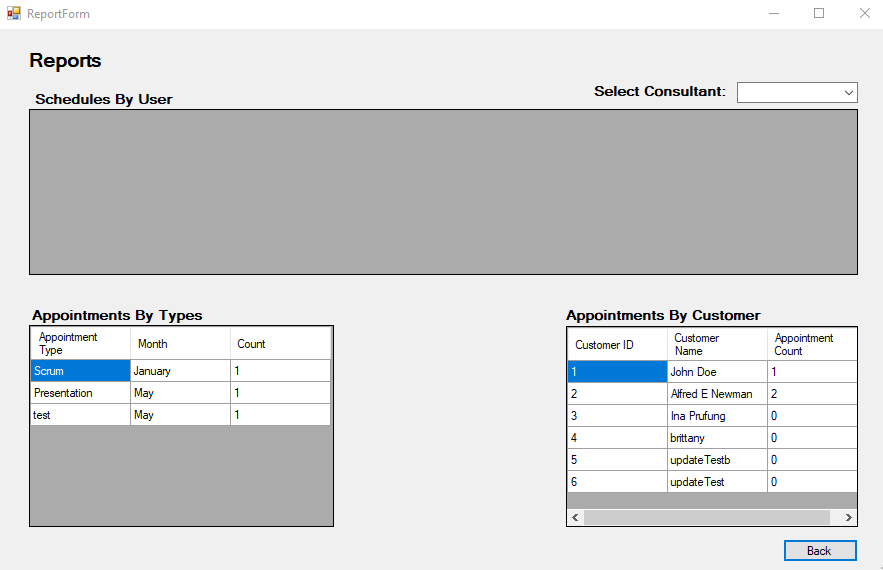 ReportForm
Reports
Select Consultant:
Schedules By User
Appointments By Types
Appointment Type Month Count
Scrum January 1
Presentation May 1
test May 1
Appointments By Customer
Customer ID Customer Name Appointment Count
1 John Doe 1
2 Alfred E Newman 2
3 Ina Prufung 0
4 brittany 0
5 updateTestb 0
6 updateTest 0
Back